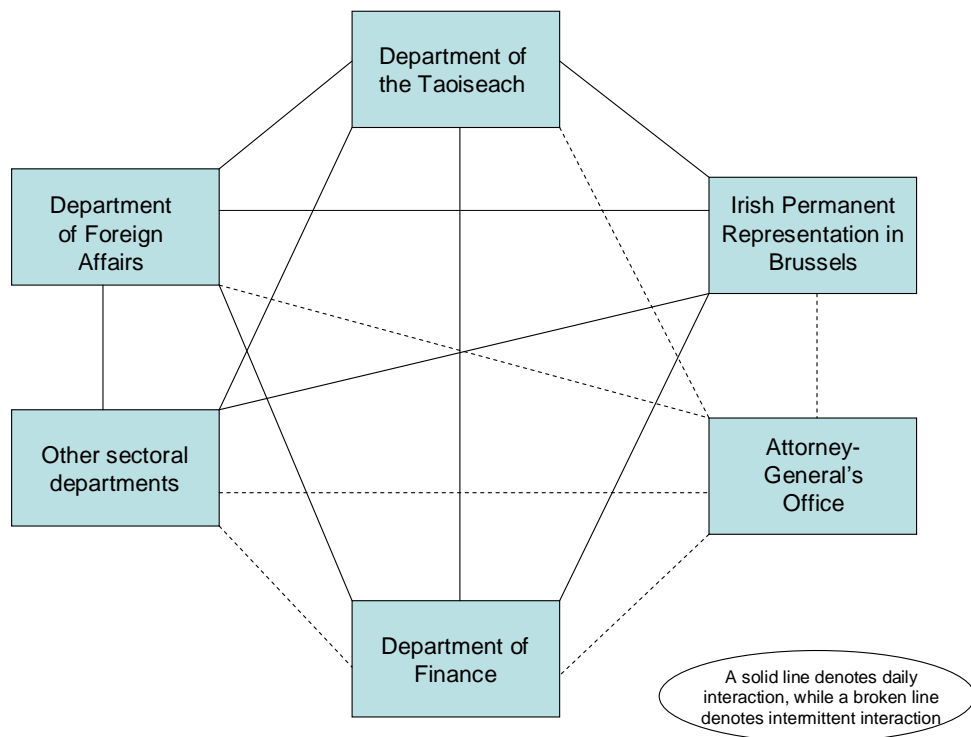 Department of
the Taoiseach
Department
of Foreign
Affairs
Irish Permanent
Representation in
Brussels
Other sectoral
departments
Attorney-
General’s
Office
Department of
Finance
A solid line denotes daily
interaction, while a broken line
denotes intermittent interaction